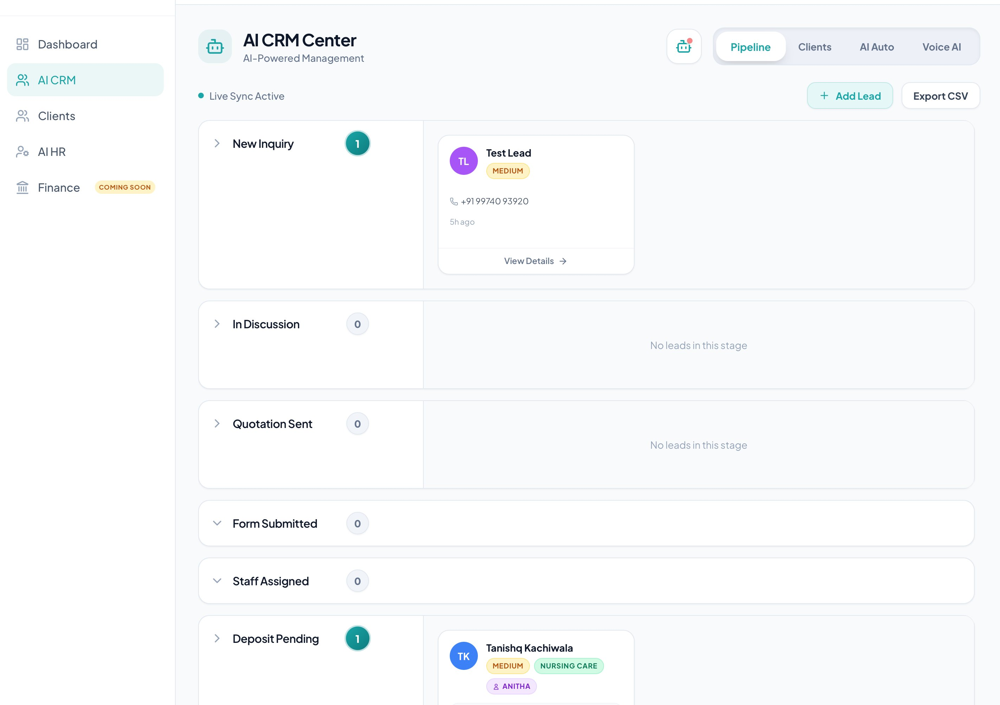 Dashboard
AI CRM
Clients
AI HR
Finance COMING SOON
AI CRM Center
AI-Powered Management
Pipeline Clients AI Auto Voice AI
Live Sync Active
+ Add Lead Export CSV
New Inquiry 1
TL Test Lead
MEDIUM
+91 99740 93920
5h ago
View Details →
In Discussion 0
No leads in this stage
Quotation Sent 0
No leads in this stage
Form Submitted 0
Staff Assigned 0
Deposit Pending 1
TK Tanishq Kachiwala
MEDIUM NURSING CARE
ANITHA